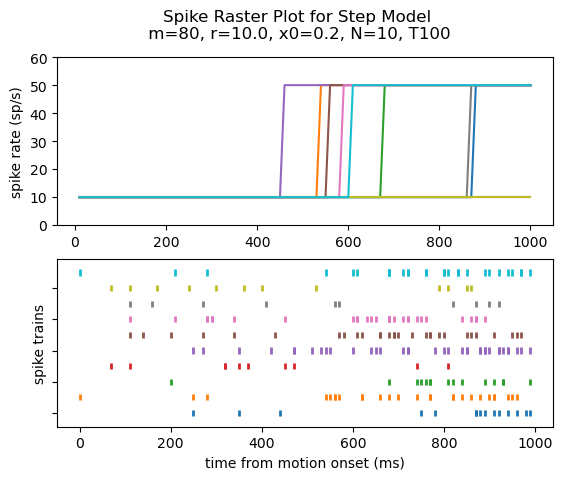 Spike Raster Plot for Step Model
m=80, r=10.0, x0=0.2, N=10, T100
60
50
40
30
20
10
0
spike rate (sp/s)
0 200 400 600 800 1000
spike trains
0 200 400 600 800 1000
time from motion onset (ms)